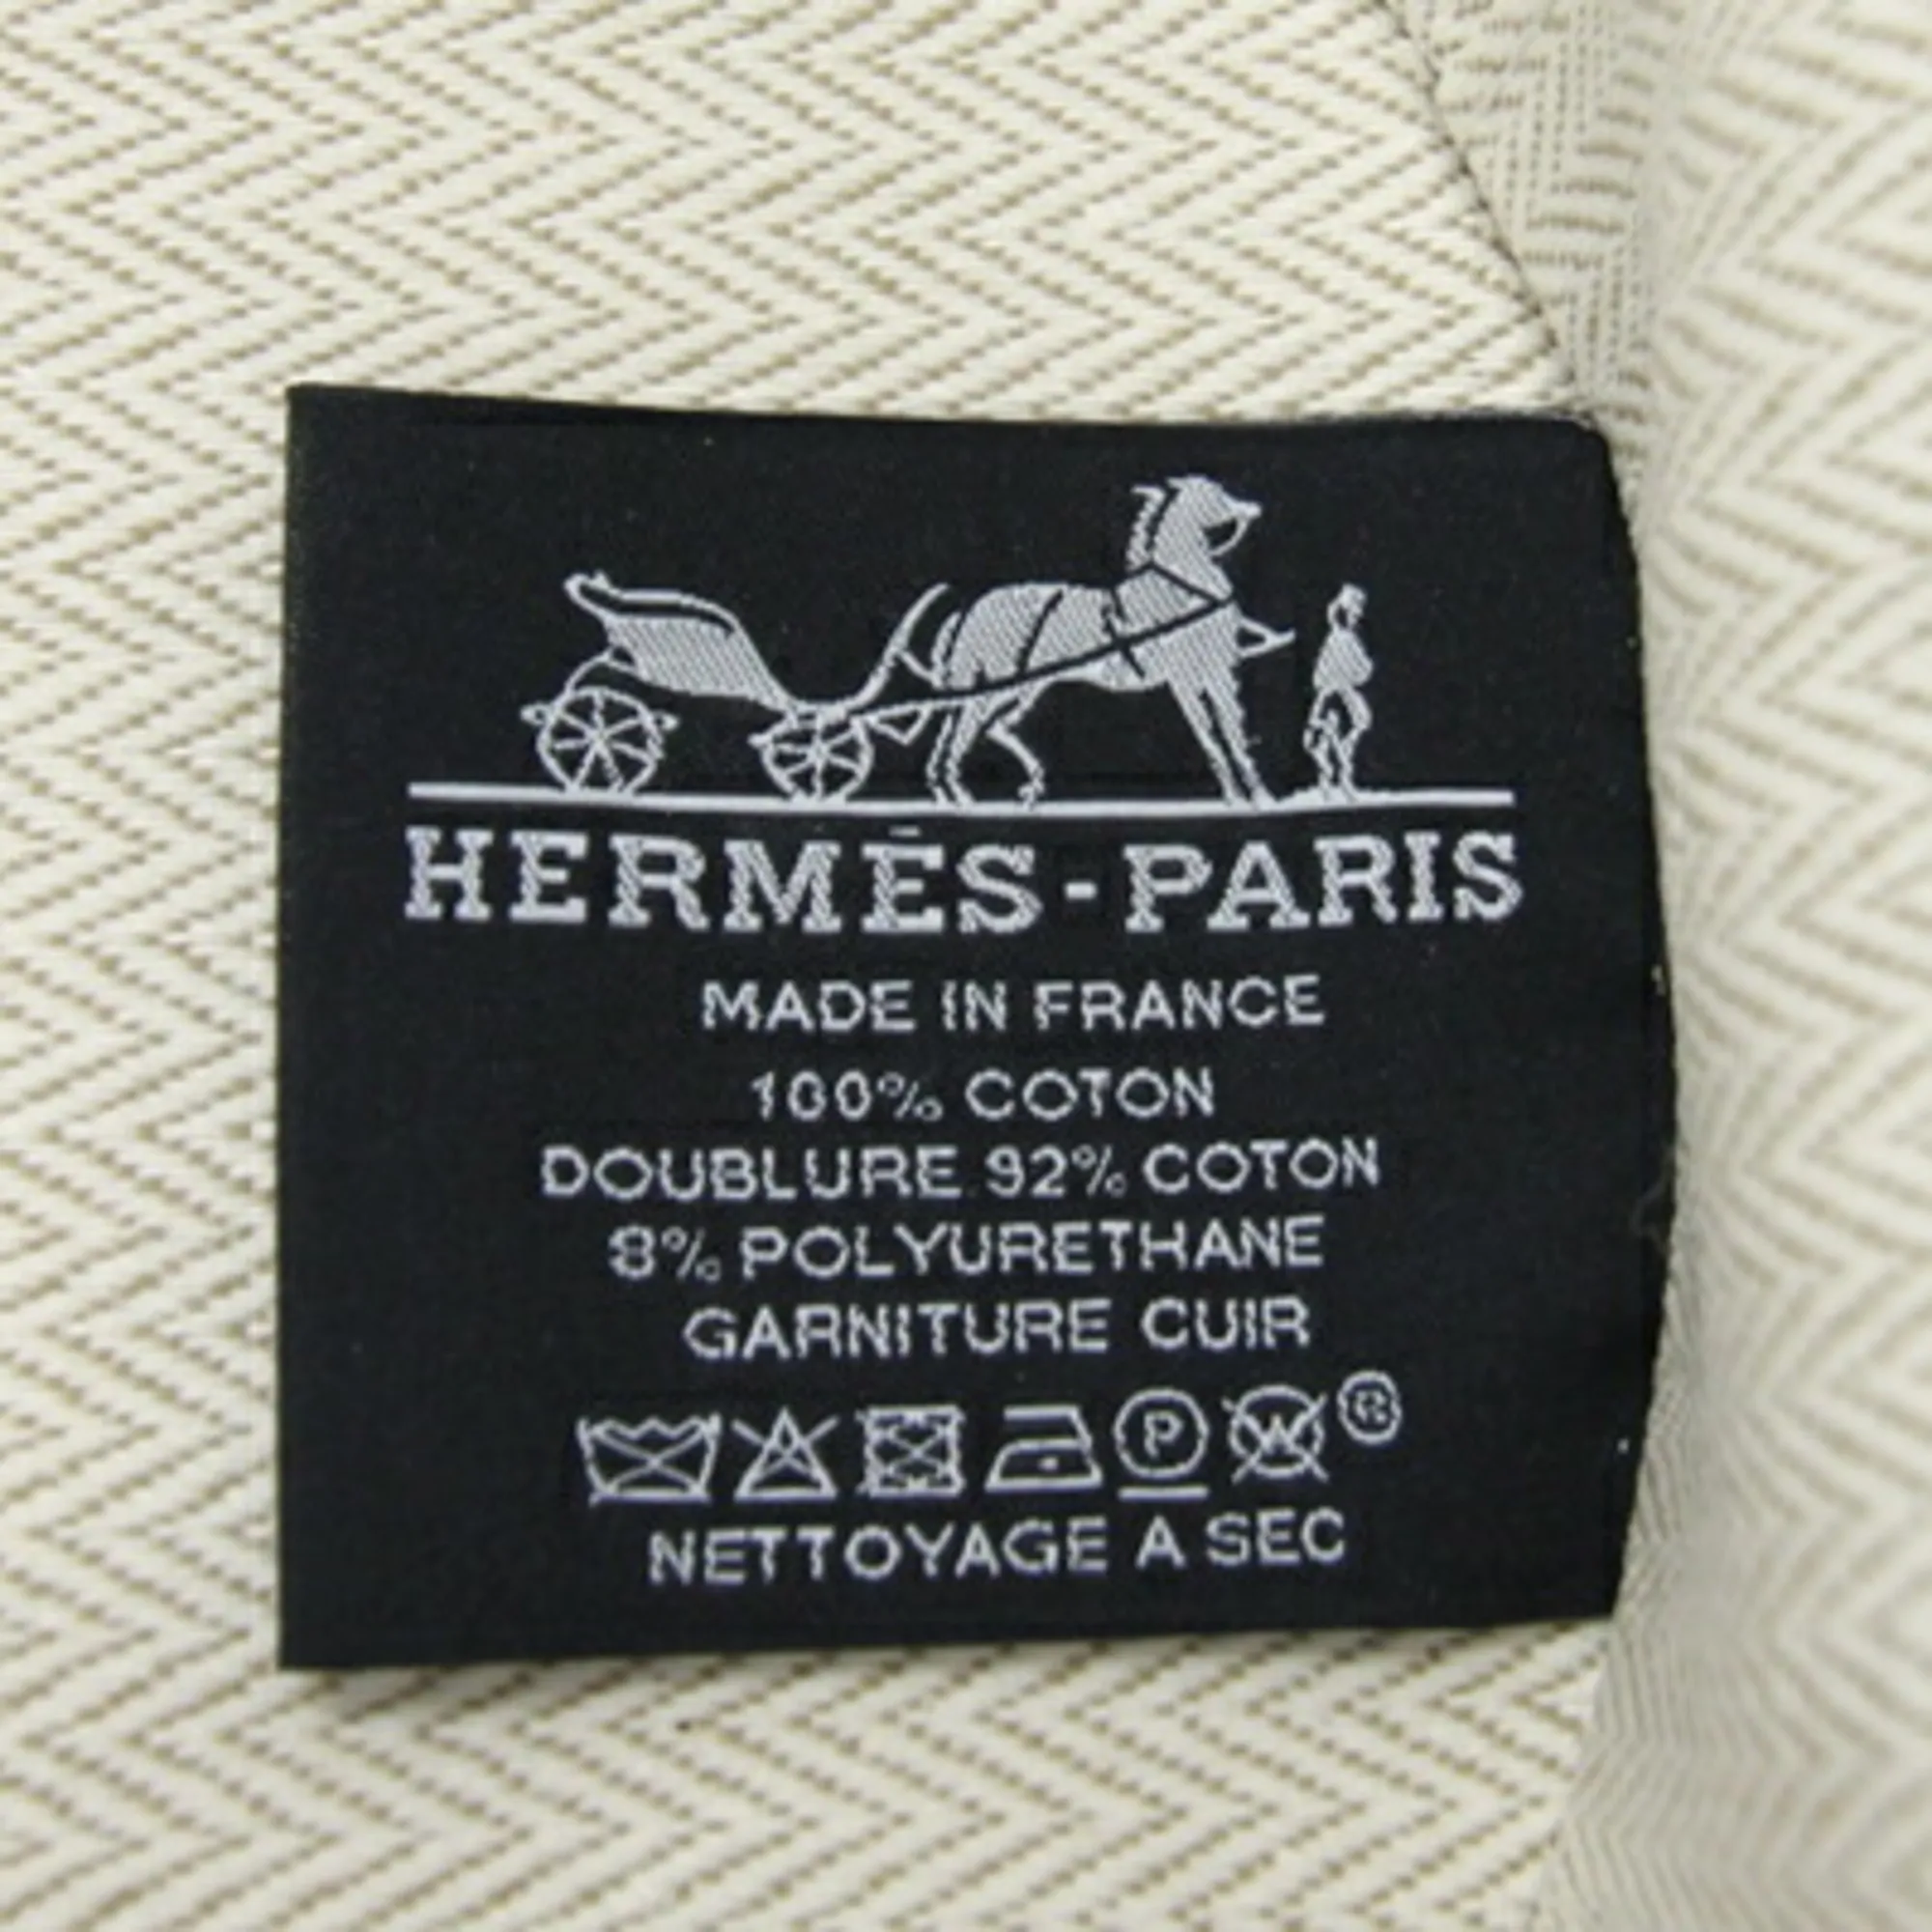 HERMÈS-PARIS
MADE IN FRANCE
100% COTON
DOUBLURE 92% COTON
8% POLYURETHANE
GARNITURE CUIR
P W ®
NETTOYAGE A SEC